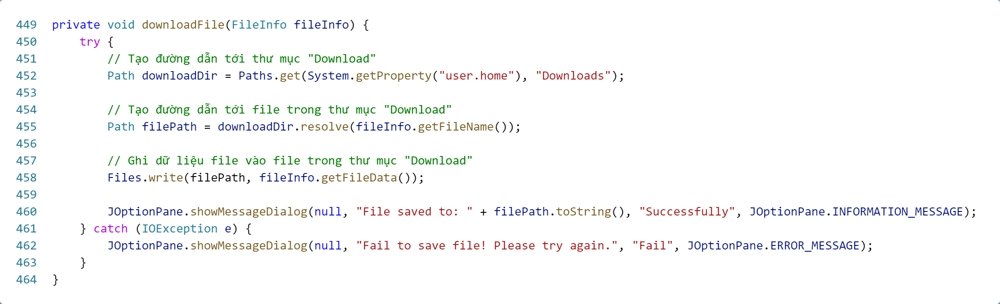 449 private void downloadFile(FileInfo fileInfo) {
450     try {
451         // Tạo đường dẫn tới thư mục "Download"
452         Path downloadDir = Paths.get(System.getProperty("user.home"), "Downloads");
453
454         // Tạo đường dẫn tới file trong thư mục "Download"
455         Path filePath = downloadDir.resolve(fileInfo.getFileName());
456
457         // Ghi dữ liệu file vào file trong thư mục "Download"
458         Files.write(filePath, fileInfo.getFileData());
459
460         JOptionPane.showMessageDialog(null, "File saved to: " + filePath.toString(), "Successfully", JOptionPane.INFORMATION_MESSAGE);
461     } catch (IOException e) {
462         JOptionPane.showMessageDialog(null, "Fail to save file! Please try again.", "Fail", JOptionPane.ERROR_MESSAGE);
463     }
464 }